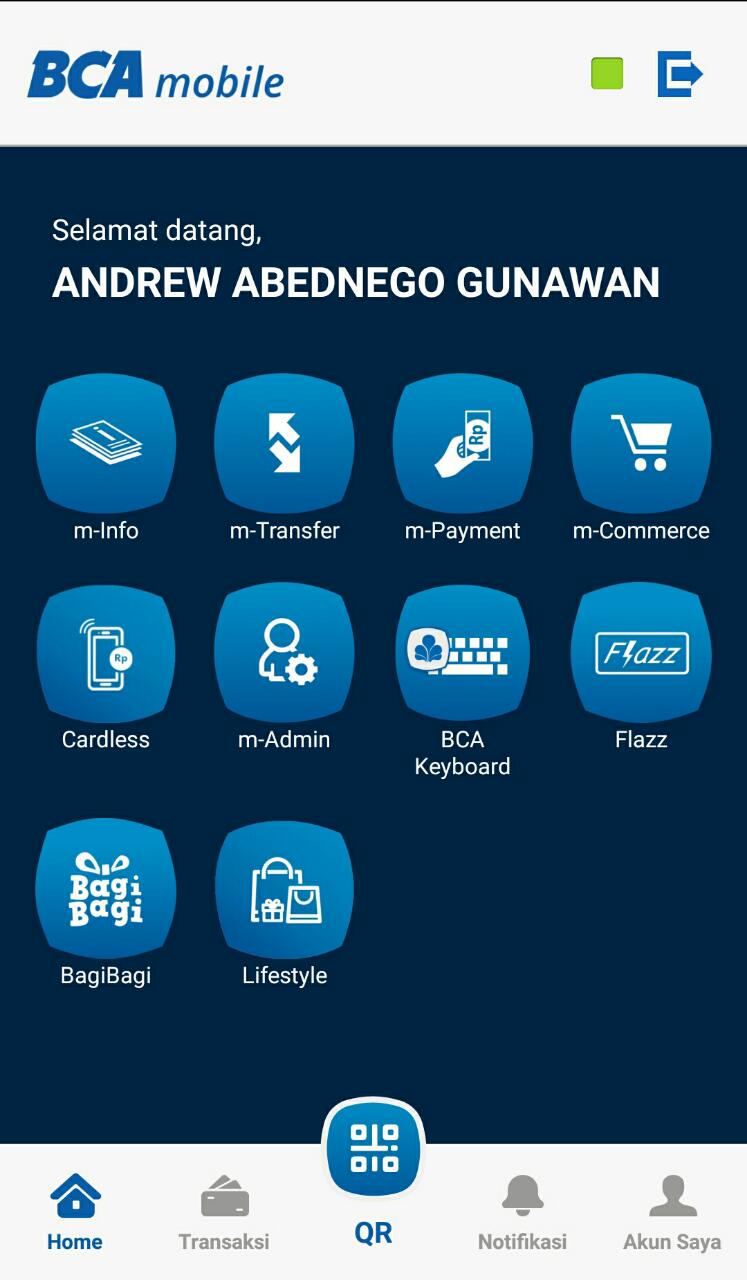 BCA mobile
Selamat datang,
ANDREW ABEDNEGO GUNAWAN
Rp
m-Info
m-Transfer
m-Payment
m-Commerce
Rp
Flazz
Cardless
m-Admin
BCA
Keyboard
Flazz
Bagi
Bagi
BagiBagi
Lifestyle
Home
Transaksi
QR
Notifikasi
Akun Saya